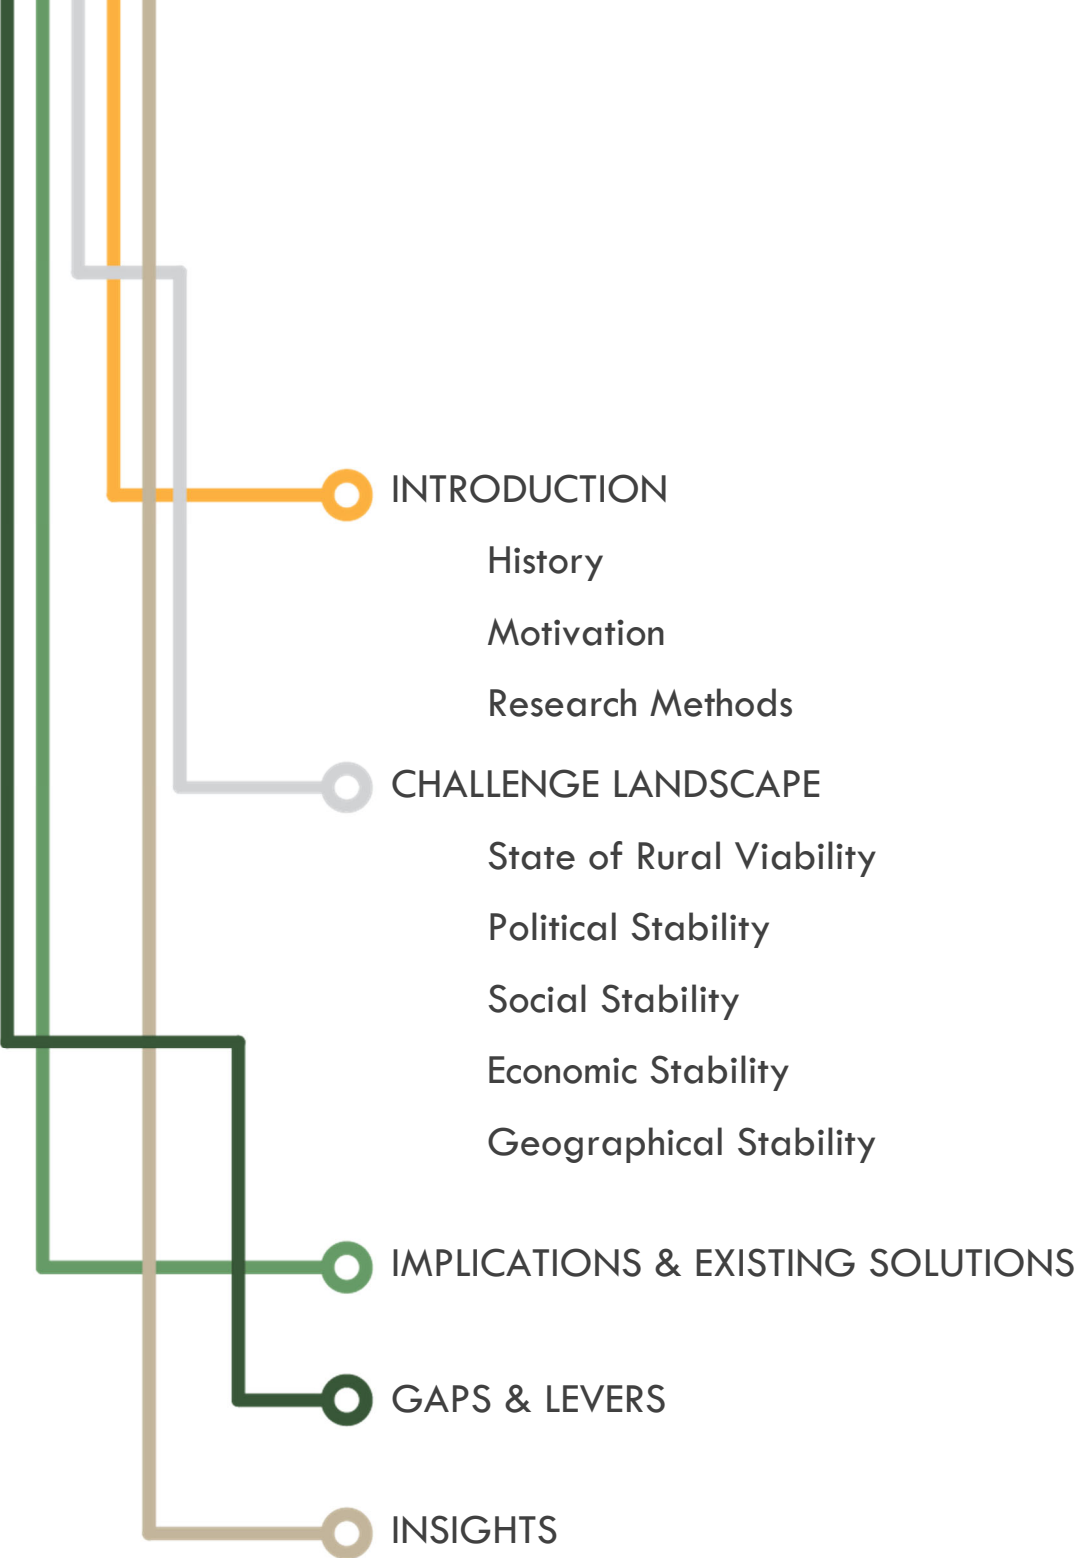 INTRODUCTION
History
Motivation
Research Methods
CHALLENGE LANDSCAPE
State of Rural Viability
Political Stability
Social Stability
Economic Stability
Geographical Stability
IMPLICATIONS & EXISTING SOLUTIONS
GAPS & LEVERS
INSIGHTS